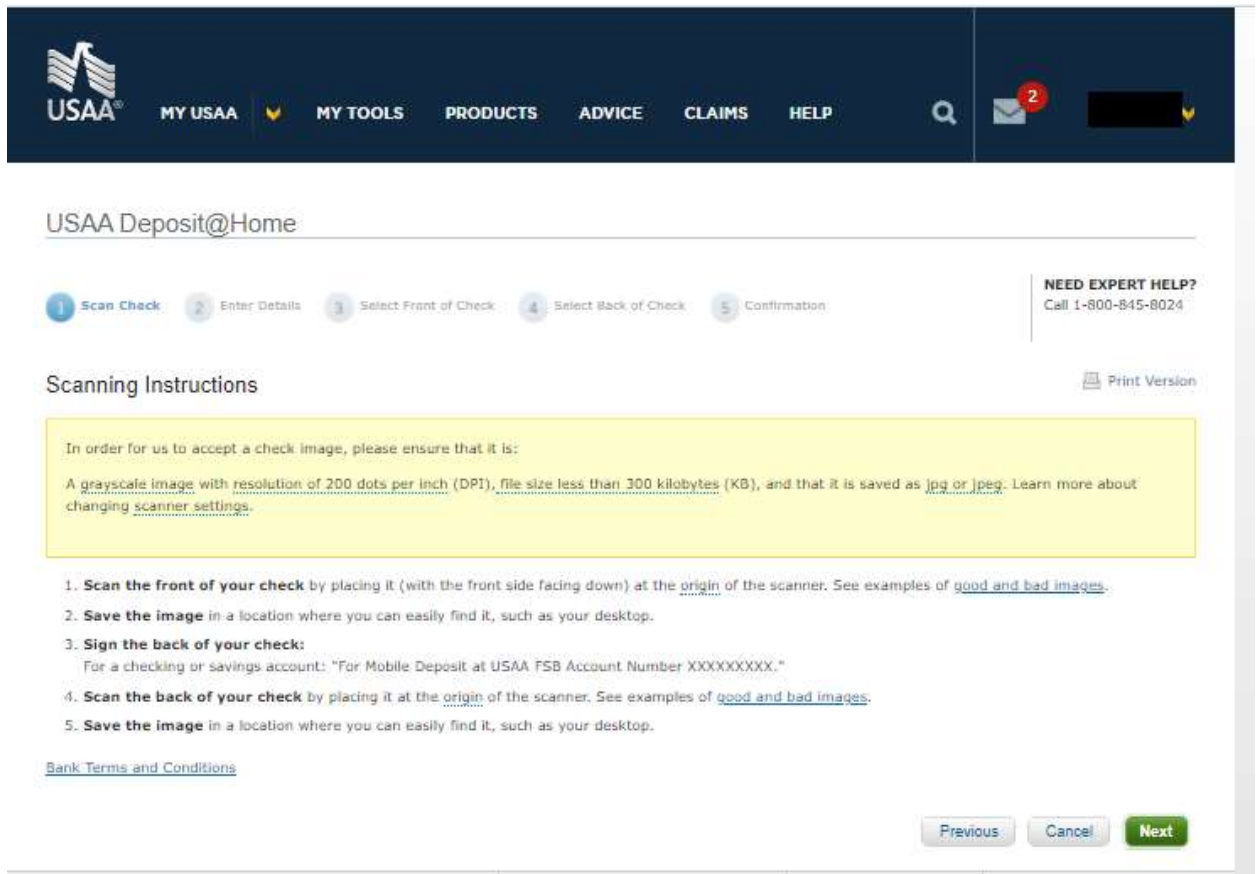 USAA®
MY USAA
MY TOOLS
PRODUCTS
ADVICE
CLAIMS
HELP
2
USAA Deposit@Home
1 Scan Check
2 Enter Details
3 Select Front of Check
4 Select Back of Check
5 Confirmation
NEED EXPERT HELP?
Call 1-800-845-8024
Scanning Instructions
Print Version
In order for us to accept a check image, please ensure that it is:
A grayscale image with resolution of 200 dots per inch (DPI), file size less than 300 kilobytes (KB), and that it is saved as jpg or jpeg. Learn more about
changing scanner settings.
1. Scan the front of your check by placing it (with the front side facing down) at the origin of the scanner. See examples of good and bad images.
2. Save the image in a location where you can easily find it, such as your desktop.
3. Sign the back of your check:
For a checking or savings account: "For Mobile Deposit at USAA FSB Account Number XXXXXXXXX."
4. Scan the back of your check by placing it at the origin of the scanner. See examples of good and bad images.
5. Save the image in a location where you can easily find it, such as your desktop.
Bank Terms and Conditions
Previous
Cancel
Next